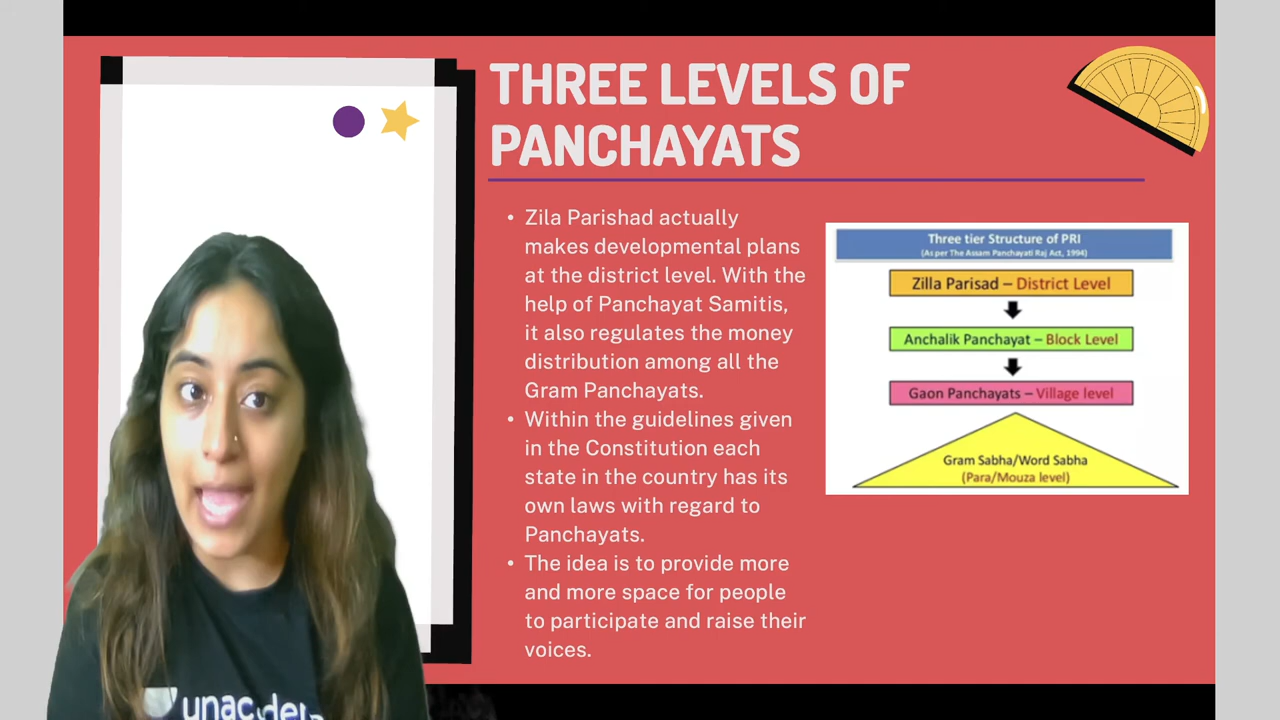 THREE LEVELS OF
PANCHAYATS
• Zila Parishad actually
makes developmental plans
at the district level. With the
help of Panchayat Samitis,
it also regulates the money
distribution among all the
Gram Panchayats.
• Within the guidelines given
in the Constitution each
state in the country has its
own laws with regard to
Panchayats.
• The idea is to provide more
and more space for people
to participate and raise their
voices.
Three tier Structure of PRI
(As per The Assam Panchayati Raj Act, 1994)
Zilla Parisad – District Level
Anchalik Panchayat – Block Level
Gaon Panchayats – Village level
Gram Sabha/Word Sabha
(Para/Mouza level)